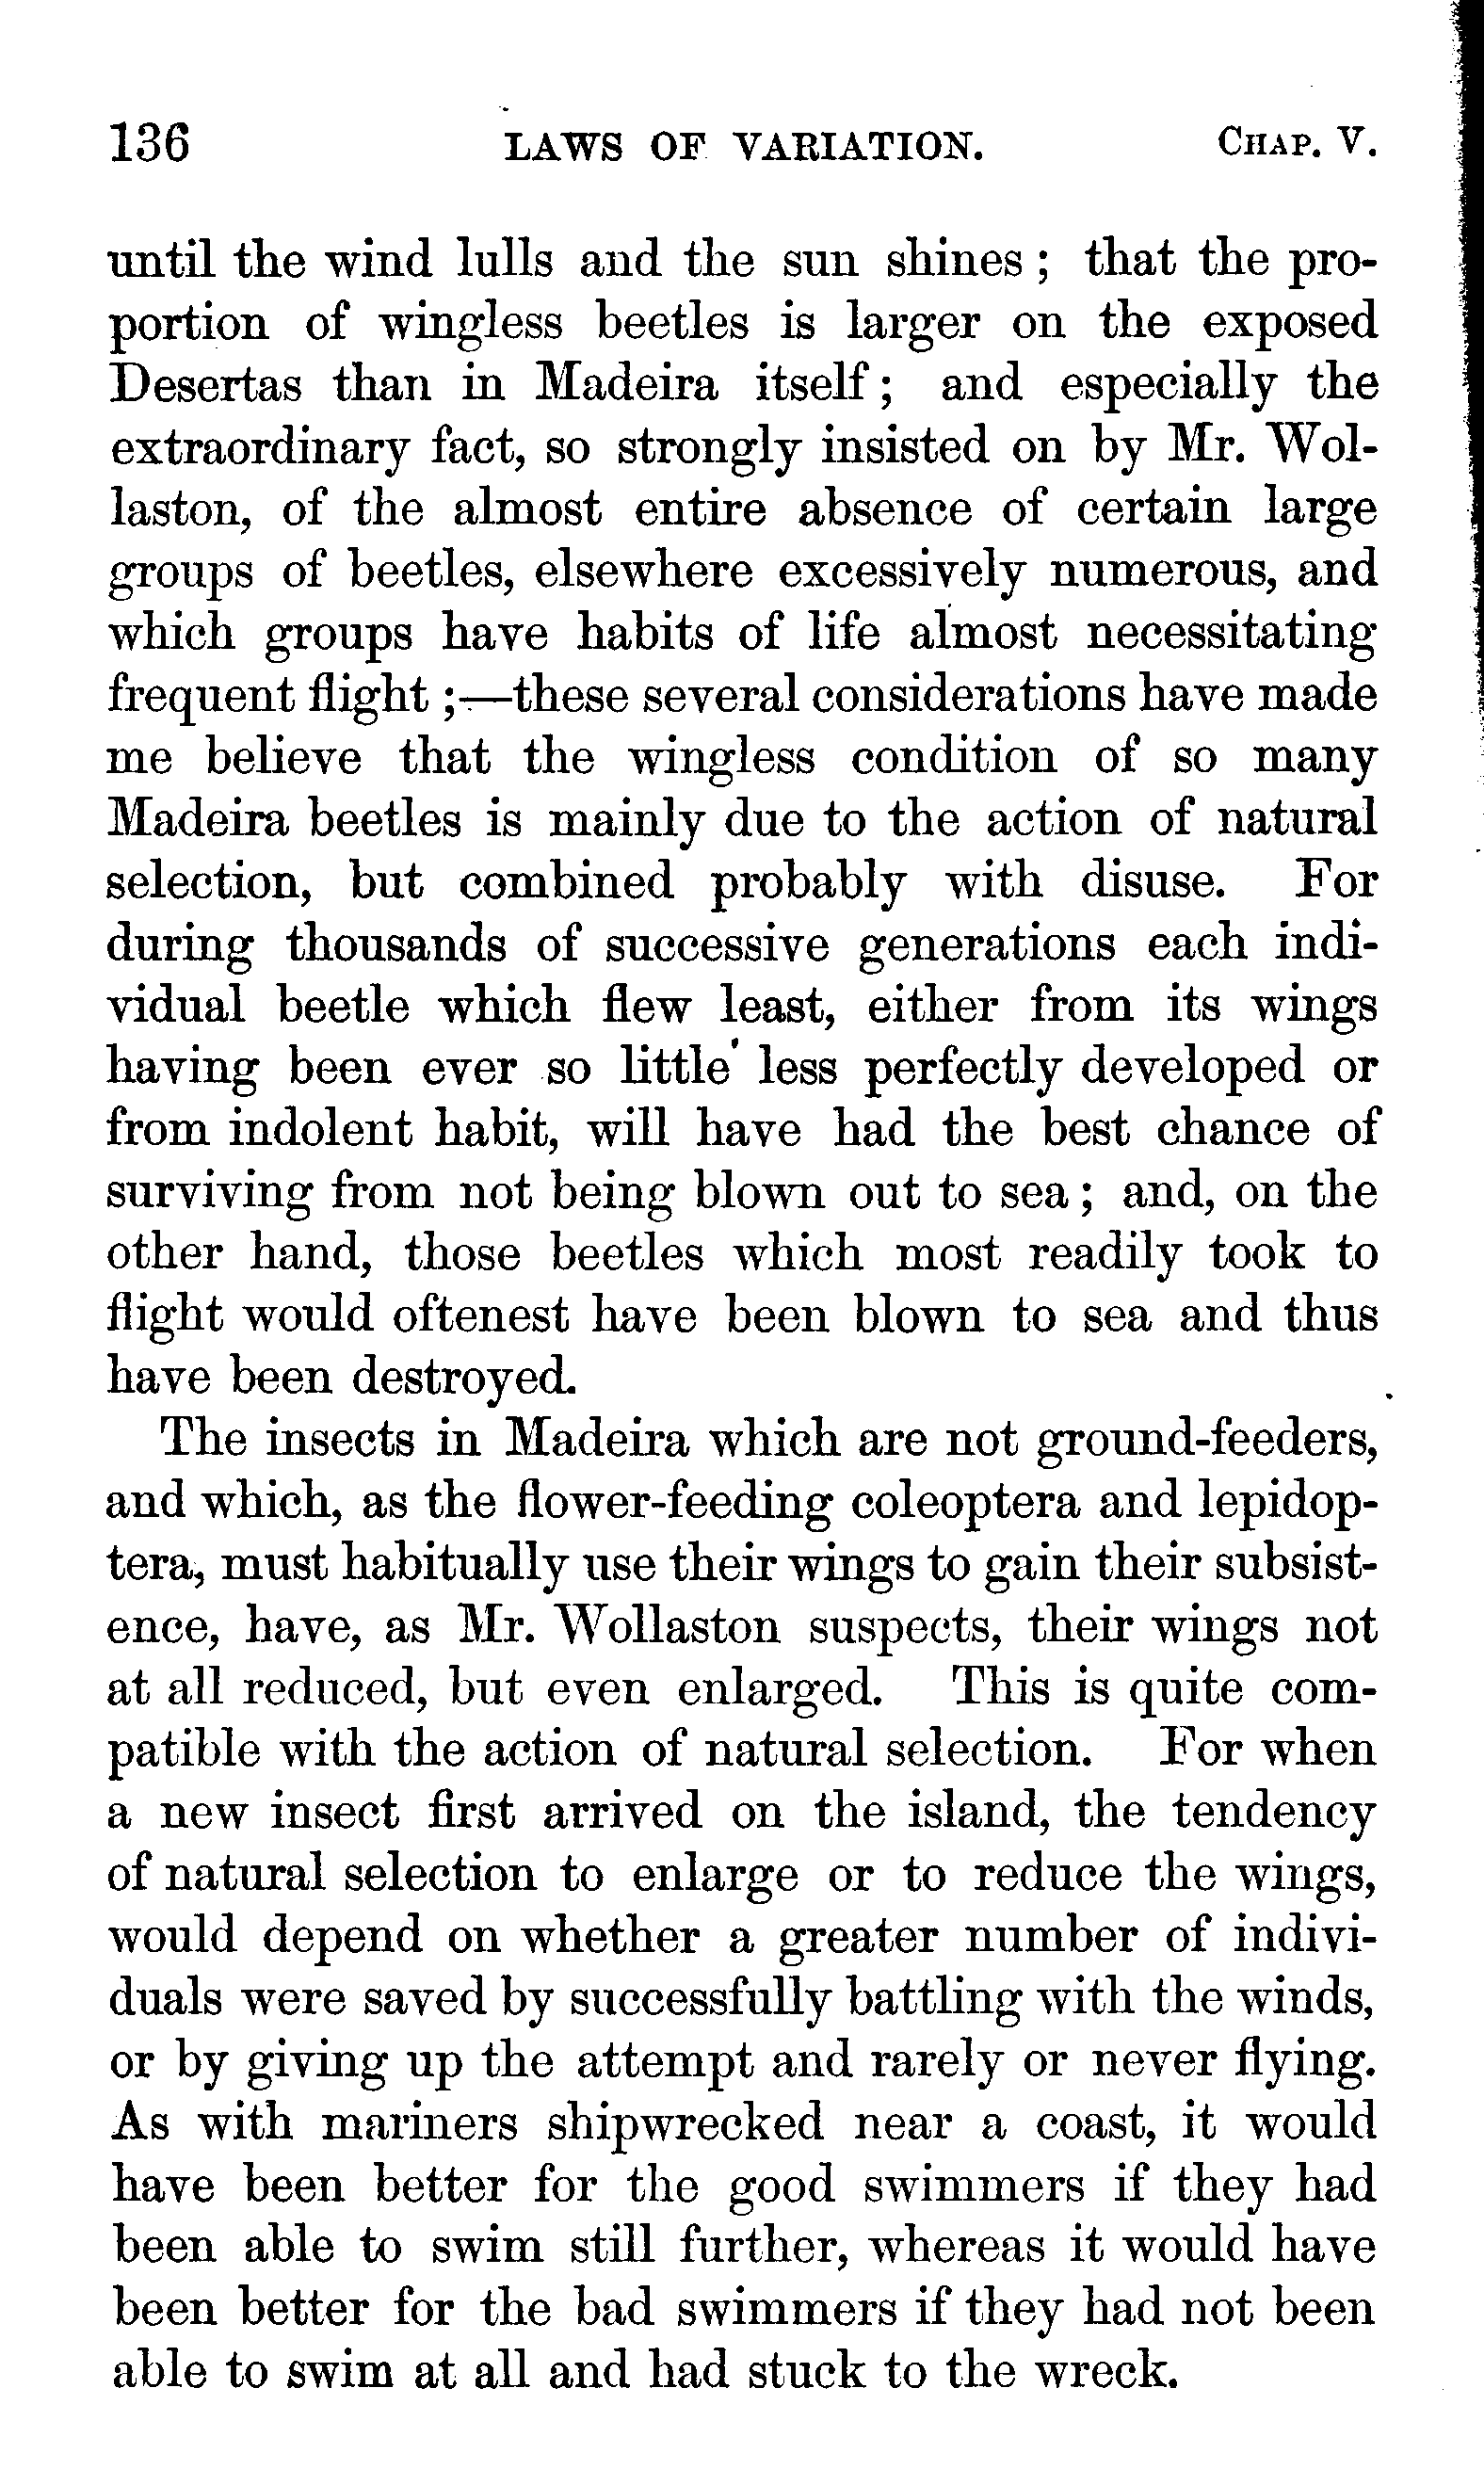 136 LAWS OF VARIATION. CHAP. V.
until the wind lulls and the sun shines ; that the pro-
portion of wingless beetles is larger on the exposed
Desertas than in Madeira itself ; and especially the
extraordinary fact, so strongly insisted on by Mr. Wol-
laston, of the almost entire absence of certain large
groups of beetles, elsewhere excessively numerous, and
which groups have habits of life almost necessitating
frequent flight ;—these several considerations have made
me believe that the wingless condition of so many
Madeira beetles is mainly due to the action of natural
selection, but combined probably with disuse. For
during thousands of successive generations each indi-
vidual beetle which flew least, either from its wings
having been ever so little less perfectly developed or
from indolent habit, will have had the best chance of
surviving from not being blown out to sea ; and, on the
other hand, those beetles which most readily took to
flight would oftenest have been blown to sea and thus
have been destroyed.
The insects in Madeira which are not ground-feeders,
and which, as the flower-feeding coleoptera and lepidop-
tera, must habitually use their wings to gain their subsist-
ence, have, as Mr. Wollaston suspects, their wings not
at all reduced, but even enlarged. This is quite com-
patible with the action of natural selection. For when
a new insect first arrived on the island, the tendency
of natural selection to enlarge or to reduce the wings,
would depend on whether a greater number of indivi-
duals were saved by successfully battling with the winds,
or by giving up the attempt and rarely or never flying.
As with mariners shipwrecked near a coast, it would
have been better for the good swimmers if they had
been able to swim still further, whereas it would have
been better for the bad swimmers if they had not been
able to swim at all and had stuck to the wreck.